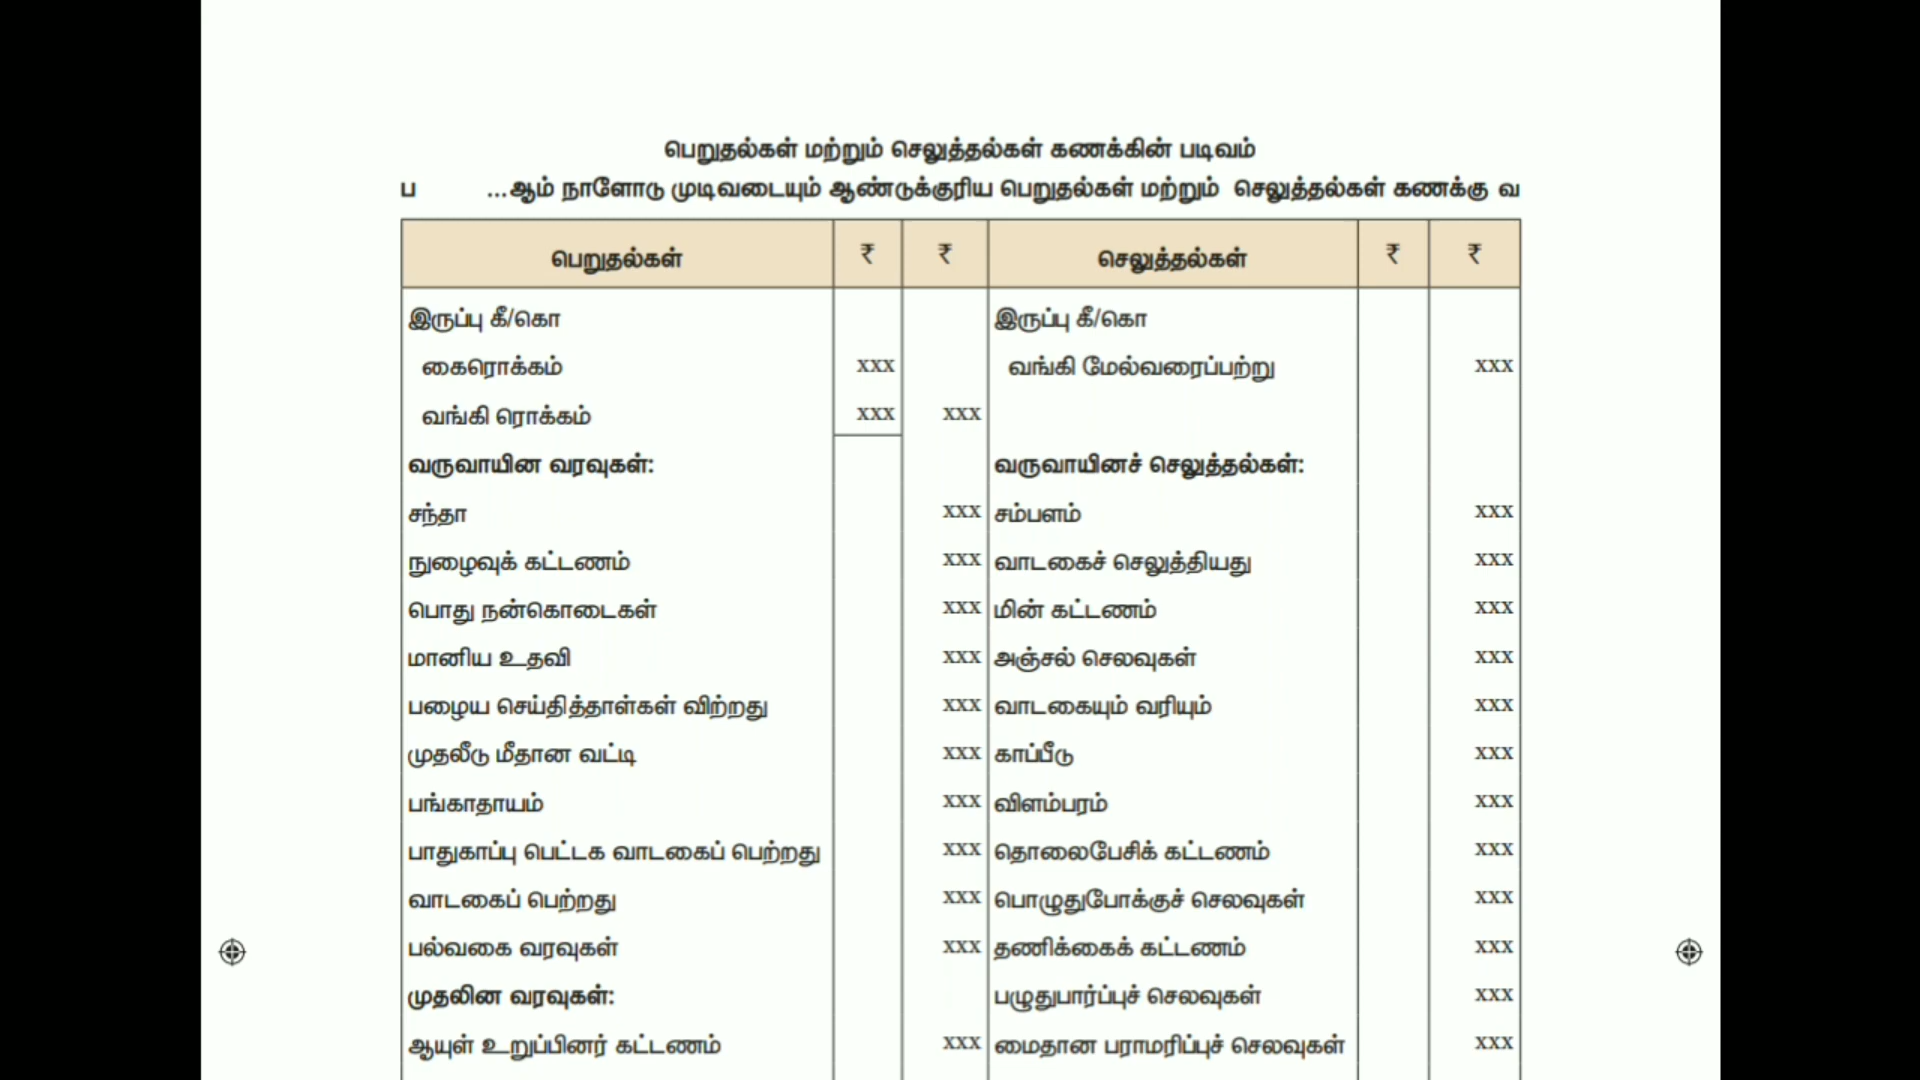 பெறுதல்கள் மற்றும் செலுத்தல்கள் கணக்கின் படிவம்
ப ...ஆம் நாளோடு முடிவடையும் ஆண்டுக்குரிய பெறுதல்கள் மற்றும் செலுத்தல்கள் கணக்கு வ
பெறுதல்கள் ₹ ₹ செலுத்தல்கள் ₹ ₹
இருப்பு கீ/கொ இருப்பு கீ/கொ
கைரொக்கம் xxx வங்கி மேல்வரைப்பற்று xxx
வங்கி ரொக்கம் xxx xxx
வருவாயின வரவுகள்: வருவாயினச் செலுத்தல்கள்:
சந்தா xxx சம்பளம் xxx
நுழைவுக் கட்டணம் xxx வாடகைச் செலுத்தியது xxx
பொது நன்கொடைகள் xxx மின் கட்டணம் xxx
மானிய உதவி xxx அஞ்சல் செலவுகள் xxx
பழைய செய்தித்தாள்கள் விற்றது xxx வாடகையும் வரியும் xxx
முதலீடு மீதான வட்டி xxx காப்பீடு xxx
பங்காதாயம் xxx விளம்பரம் xxx
பாதுகாப்பு பெட்டக வாடகைப் பெற்றது xxx தொலைபேசிக் கட்டணம் xxx
வாடகைப் பெற்றது xxx பொழுதுபோக்குச் செலவுகள் xxx
பல்வகை வரவுகள் xxx தணிக்கைக் கட்டணம் xxx
முதலின வரவுகள்: பழுதுபார்ப்புச் செலவுகள் xxx
ஆயுள் உறுப்பினர் கட்டணம் xxx மைதான பராமரிப்புச் செலவுகள் xxx